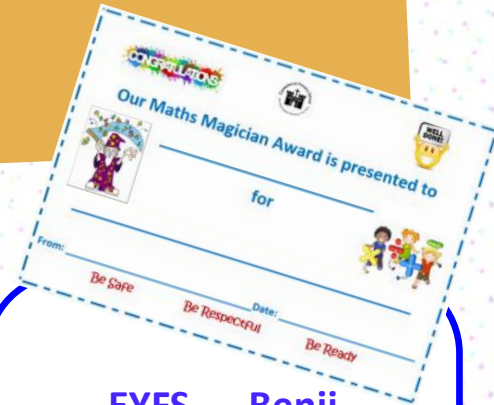 CONGRATULATIONS
WELL
DONE!
Our Maths Magician Award is presented to
for
From:
Date:
Be Safe
Be Respectful
Be Ready
EYFS Benji